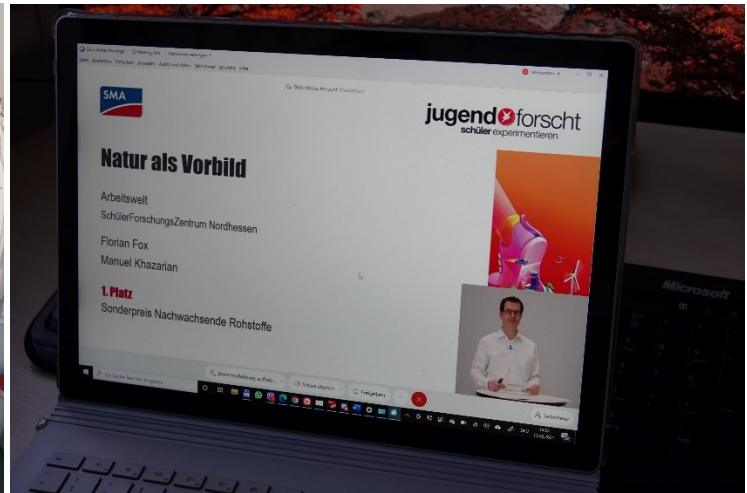 SMA
jugend forscht
schüler experimentieren
Natur als Vorbild
Arbeitswelt
SchülerForschungsZentrum Nordhessen
Florian Fox
Manuel Khazarian
1. Platz
Sonderpreis Nachwachsende Rohstoffe
Microsoft